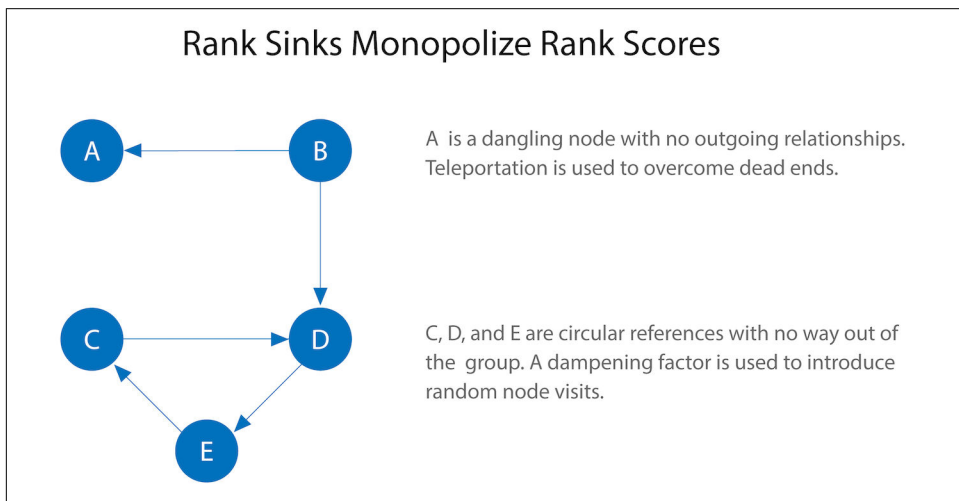 Rank Sinks Monopolize Rank Scores
A
B
A is a dangling node with no outgoing relationships.
Teleportation is used to overcome dead ends.
C
D
C, D, and E are circular references with no way out of
the group. A dampening factor is used to introduce
random node visits.
E